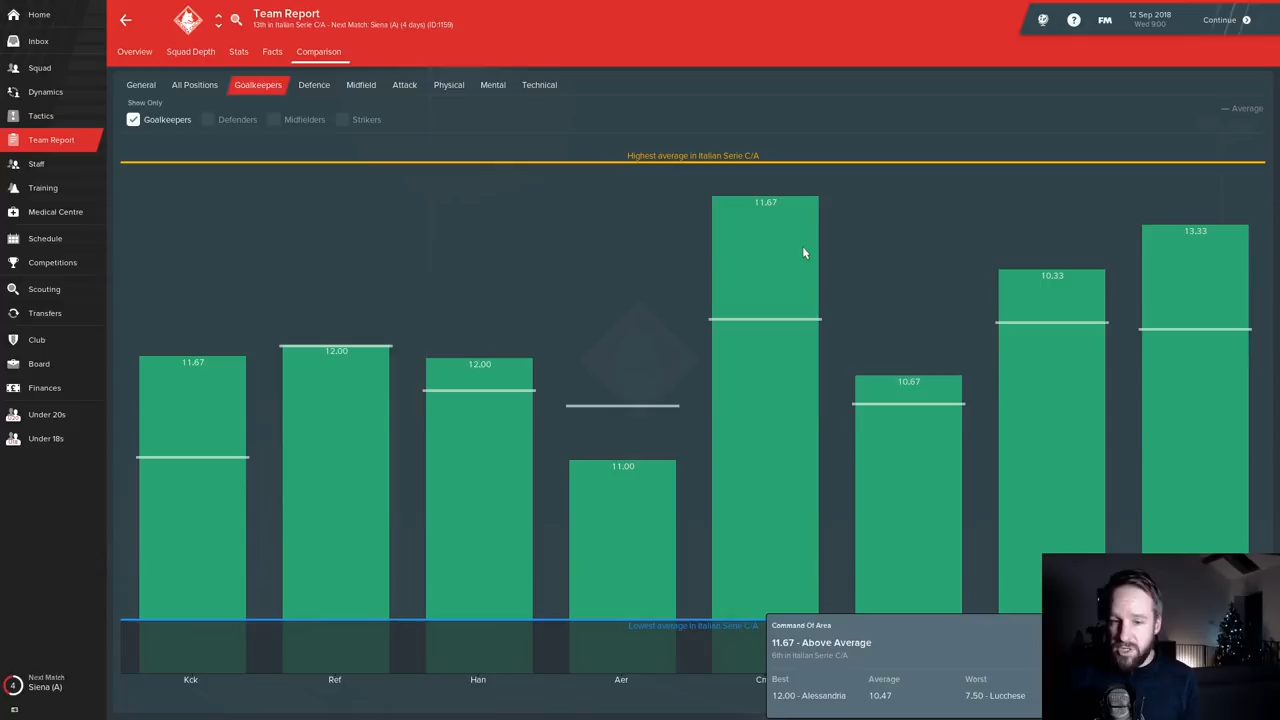 Home
Inbox
Squad
Dynamics
Tactics
Team Report
Staff
Training
Medical Centre
Schedule
Competitions
Scouting
Transfers
Club
Board
Finances
Under 20s
Under 18s
4
Next Match
Siena (A)
Team Report
13th in Italian Serie C/A - Next Match: Siena (A) (4 days) (ID:1159)
?
FM
12 Sep 2018
Wed 9:00
Continue
Overview
Squad Depth
Stats
Facts
Comparison
General
All Positions
Goalkeepers
Defence
Midfield
Attack
Physical
Mental
Technical
Show Only
Goalkeepers
Defenders
Midfielders
Strikers
Average
Highest average in Italian Serie C/A
11.67
12.00
12.00
11.00
11.67
10.67
10.33
13.33
Lowest average in Italian Serie C/A
Kck
Ref
Han
Aer
Command Of Area
11.67 - Above Average
6th in Italian Serie C/A
Best
Average
Worst
12.00 - Alessandria
10.47
7.50 - Lucchese